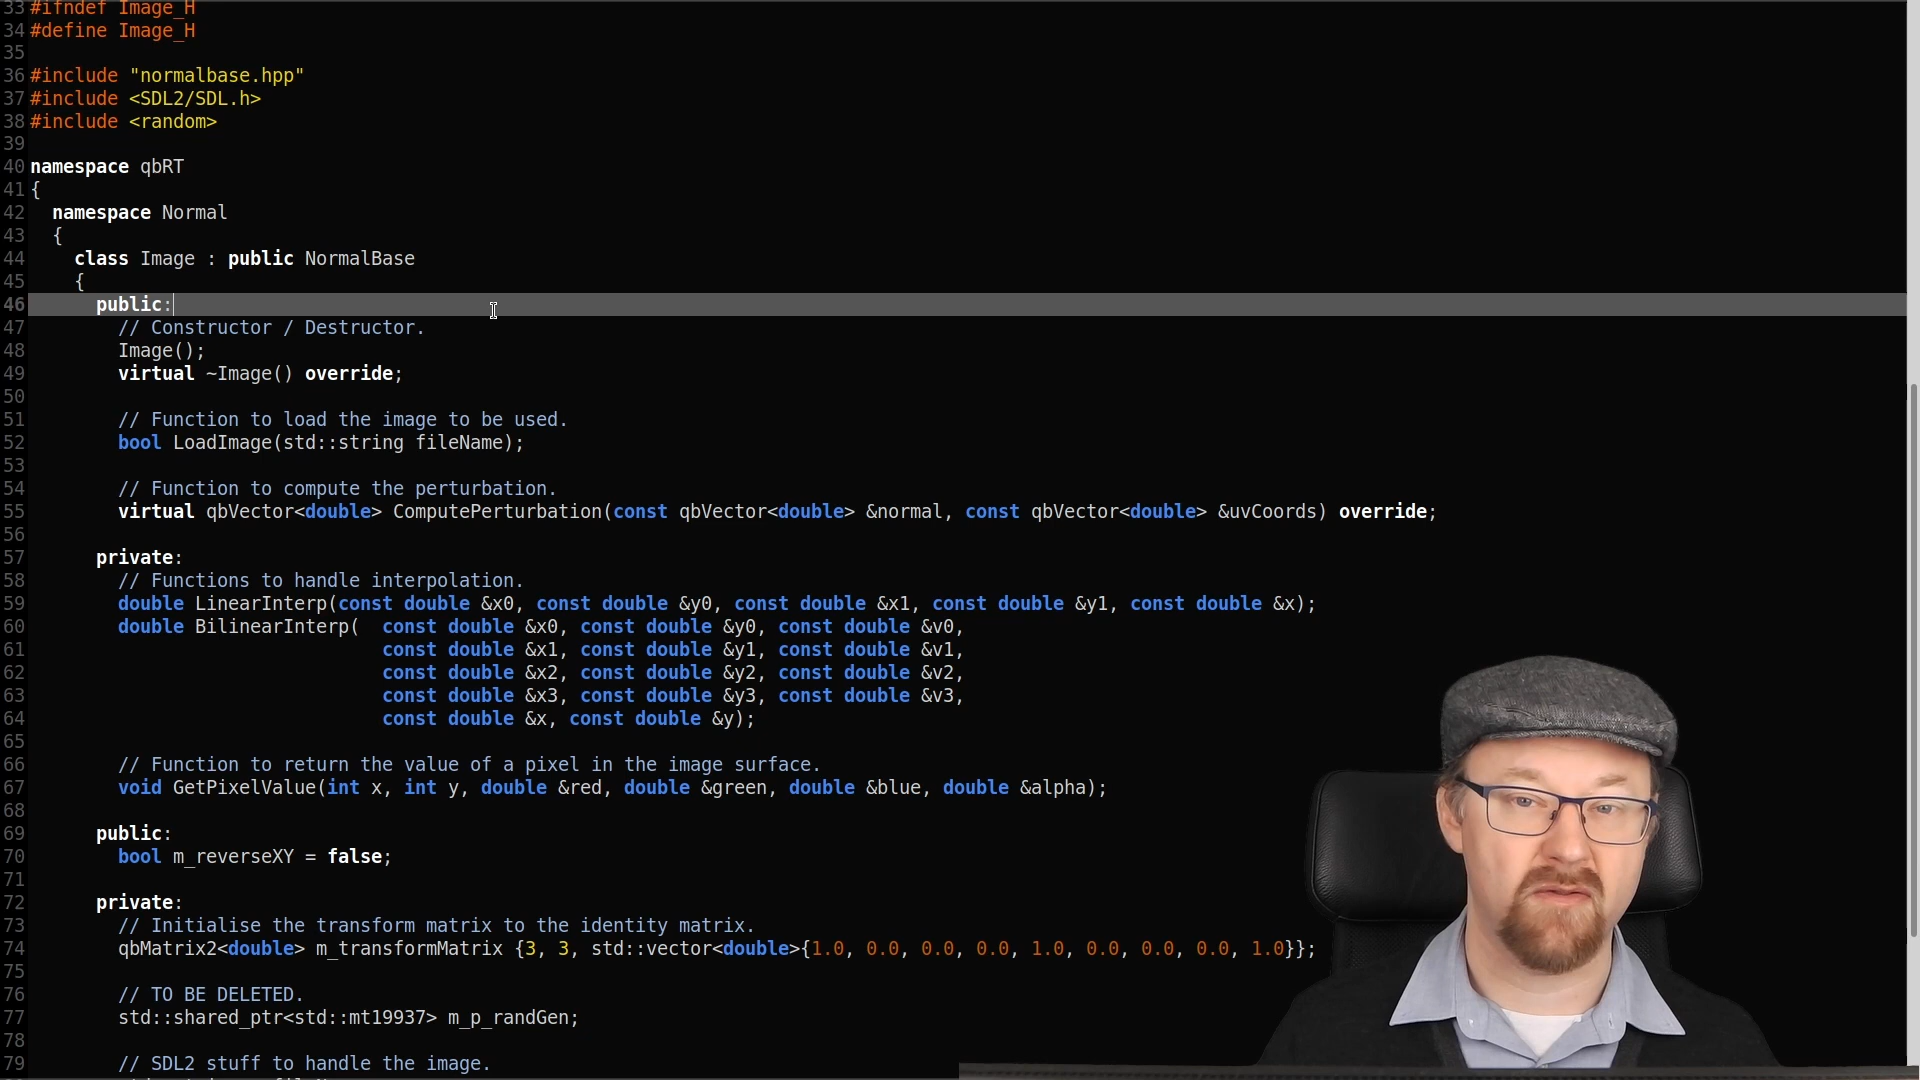 33 #ifndef Image_H
34 #define Image_H
35
36 #include "normalbase.hpp"
37 #include <SDL2/SDL.h>
38 #include <random>
39
40 namespace qbRT
41 {
42   namespace Normal
43   {
44     class Image : public NormalBase
45     {
46       public:
47         // Constructor / Destructor.
48         Image();
49         virtual ~Image() override;
50
51         // Function to load the image to be used.
52         bool LoadImage(std::string fileName);
53
54         // Function to compute the perturbation.
55         virtual qbVector<double> ComputePerturbation(const qbVector<double> &normal, const qbVector<double> &uvCoords) override;
56
57       private:
58         // Functions to handle interpolation.
59         double LinearInterp(const double &x0, const double &y0, const double &x1, const double &y1, const double &x);
60         double BilinearInterp(  const double &x0, const double &y0, const double &v0,
61                                 const double &x1, const double &y1, const double &v1,
62                                 const double &x2, const double &y2, const double &v2,
63                                 const double &x3, const double &y3, const double &v3,
64                                 const double &x, const double &y);
65
66         // Function to return the value of a pixel in the image surface.
67         void GetPixelValue(int x, int y, double &red, double &green, double &blue, double &alpha);
68
69       public:
70         bool m_reverseXY = false;
71
72       private:
73         // Initialise the transform matrix to the identity matrix.
74         qbMatrix2<double> m_transformMatrix {3, 3, std::vector<double>{1.0, 0.0, 0.0, 0.0, 1.0, 0.0, 0.0, 0.0, 1.0}};
75
76         // TO BE DELETED.
77         std::shared_ptr<std::mt19937> m_p_randGen;
78
79         // SDL2 stuff to handle the image.